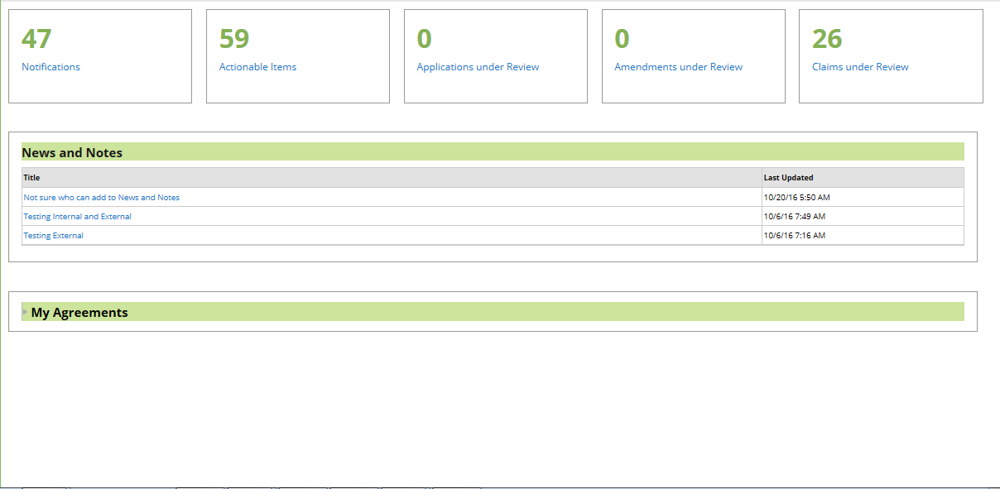 47 59 0 0 26
Notifications Actionable Items Applications under Review Amendments under Review Claims under Review
News and Notes
Title Last Updated
Not sure who can add to News and Notes 10/20/16 5:50 AM
Testing Internal and External 10/6/16 7:49 AM
Testing External 10/6/16 7:16 AM
My Agreements